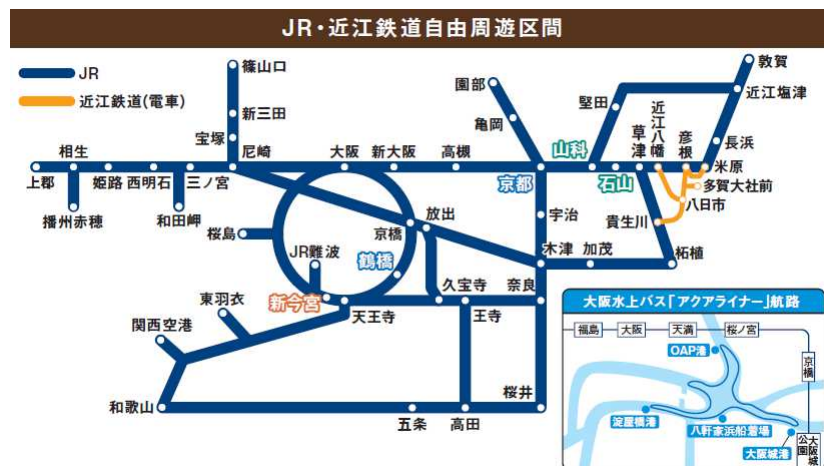 JR・近江鉄道自由周遊区間
JR
近江鉄道(電車)
篠山口
新三田
宝塚
尼崎
相生
上郡
姫路
西明石
三ノ宮
播州赤穂
和田岬
大阪
新大阪
高槻
園部
亀岡
京都
山科
石山
堅田
草津
近江八幡
彦根
米原
長浜
近江塩津
敦賀
多賀大社前
八日市
貴生川
柘植
宇治
木津
加茂
桜島
京橋
放出
鶴橋
JR難波
新今宮
天王寺
久宝寺
王寺
奈良
東羽衣
関西空港
和歌山
五条
高田
桜井
大阪水上バス「アクアライナー」航路
福島
大阪
天満
桜ノ宮
京橋
OAP港
淀屋橋港
八軒家浜船着場
大阪城港
大阪城公園